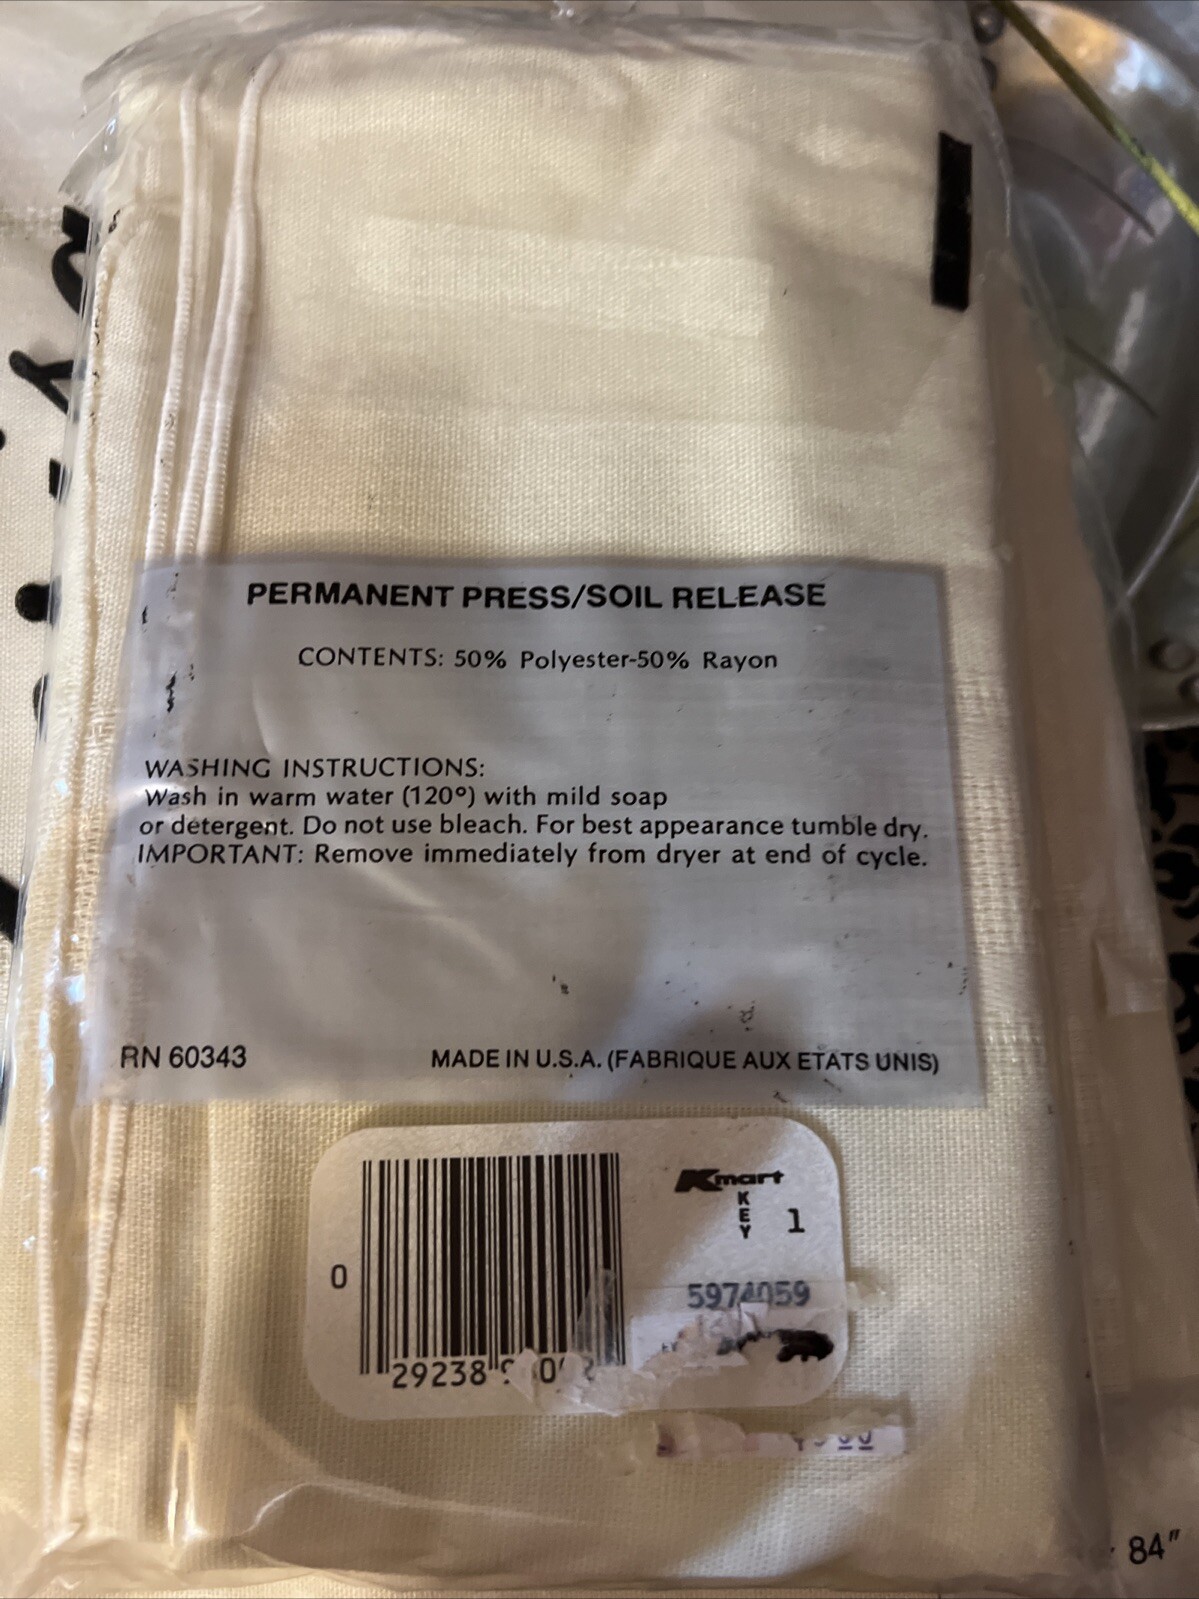 PERMANENT PRESS/SOIL RELEASE
CONTENTS: 50% Polyester-50% Rayon
WASHING INSTRUCTIONS:
Wash in warm water (120°) with mild soap
or detergent. Do not use bleach. For best appearance tumble dry.
IMPORTANT: Remove immediately from dryer at end of cycle.
RN 60343
MADE IN U.S.A. (FABRIQUE AUX ETATS UNIS)
Kmart
KEY 1
5974059
0
29238
84"